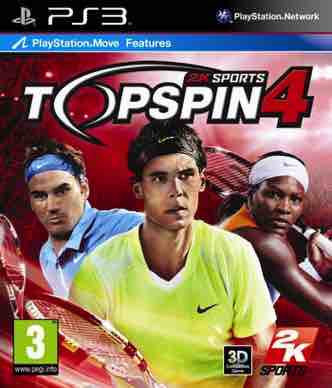 PS3
PlayStation.Network
PlayStation.Move Features
2K SPORTS
TOPSPIN4
3
www.pegi.info
3D
2K
SPORTS